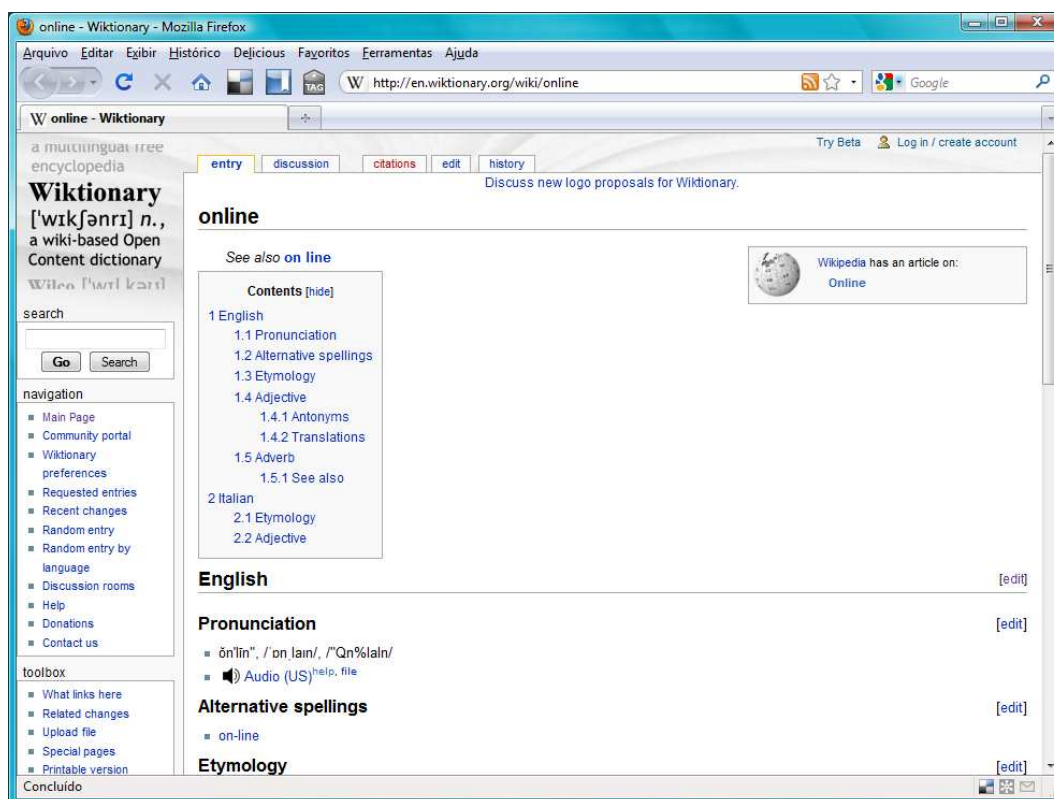 online - Wiktionary - Mozilla Firefox
Arquivo Editar Exibir Histórico Delicious Favoritos Ferramentas Ajuda
TAG W http://en.wiktionary.org/wiki/online Google
W online - Wiktionary
a multilingual free
encyclopedia
Wiktionary
['wɪkʃənrɪ] n.,
a wiki-based Open
Content dictionary
Wilco
search
Go Search
navigation
Main Page
Community portal
Wiktionary
preferences
Requested entries
Recent changes
Random entry
Random entry by
language
Discussion rooms
Help
Donations
Contact us
toolbox
What links here
Related changes
Upload file
Special pages
Printable version
Try Beta Log in / create account
entry discussion citations edit history
Discuss new logo proposals for Wiktionary.
online
See also on line
Wikipedia has an article on:
Online
Contents [hide]
1 English
1.1 Pronunciation
1.2 Alternative spellings
1.3 Etymology
1.4 Adjective
1.4.1 Antonyms
1.4.2 Translations
1.5 Adverb
1.5.1 See also
2 Italian
2.1 Etymology
2.2 Adjective
English [edit]
Pronunciation [edit]
ŏn'līn", /ˈɒnˌlaɪn/, /"Qn%laIn/
Audio (US) help, file
Alternative spellings [edit]
on-line
Etymology [edit]
Concluído